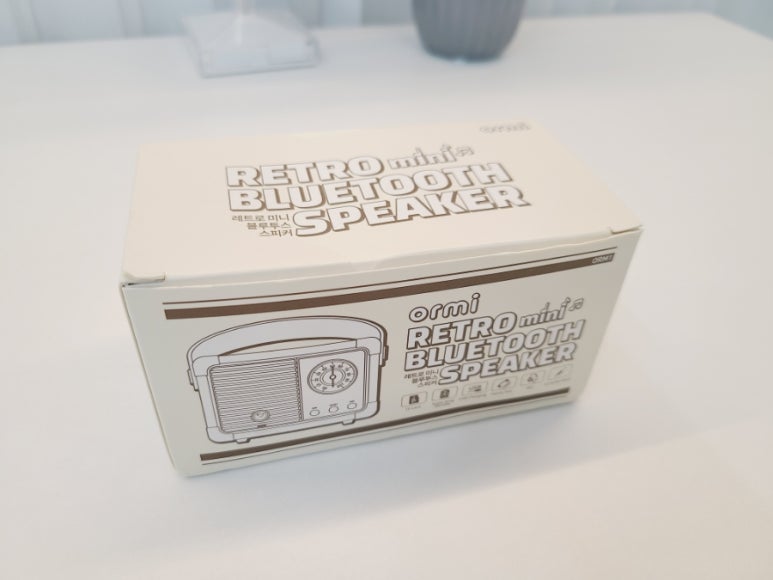 ormi
RETRO mini
BLUETOOTH
SPEAKER
레트로 미니
블루투스
스피커
ORMI
ormi
RETRO mini
BLUETOOTH
SPEAKER
레트로 미니
블루투스
스피커